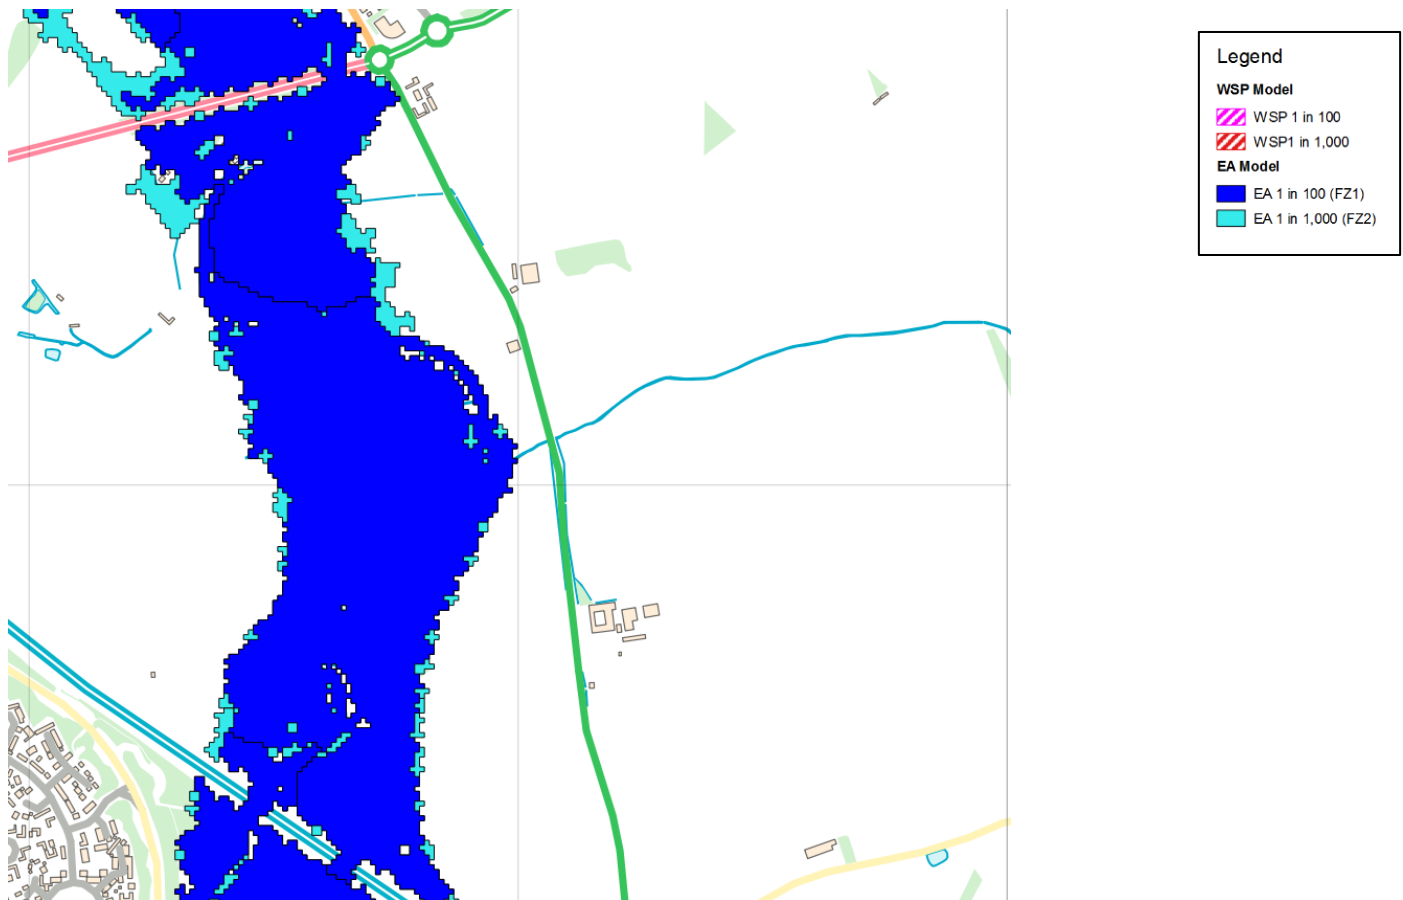 Legend
WSP Model
WSP 1 in 100
WSP1 in 1,000
EA Model
EA 1 in 100 (FZ1)
EA 1 in 1,000 (FZ2)